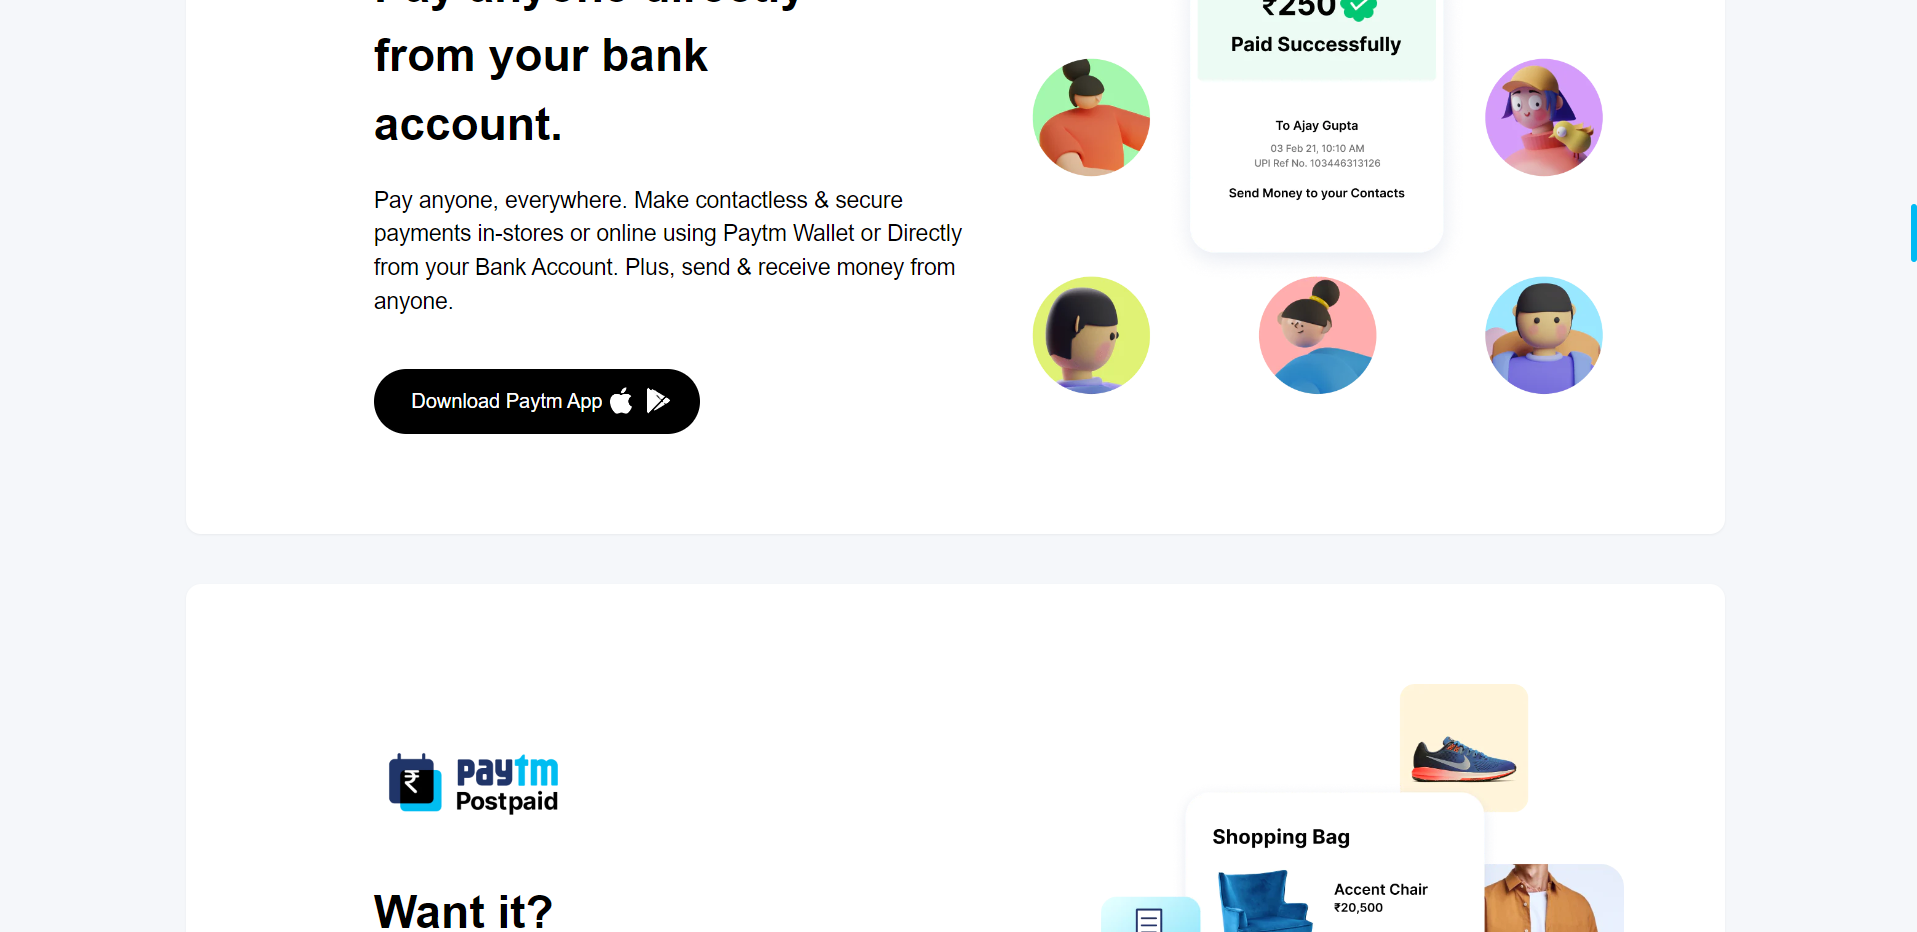 Pay anyone directly
from your bank
account.
Pay anyone, everywhere. Make contactless & secure
payments in-stores or online using Paytm Wallet or Directly
from your Bank Account. Plus, send & receive money from
anyone.
Download Paytm App
₹250
Paid Successfully
To Ajay Gupta
03 Feb 21, 10:10 AM
UPI Ref No. 103446313126
Send Money to your Contacts
₹
paytm
Postpaid
Want it?
Shopping Bag
Accent Chair
₹20,500